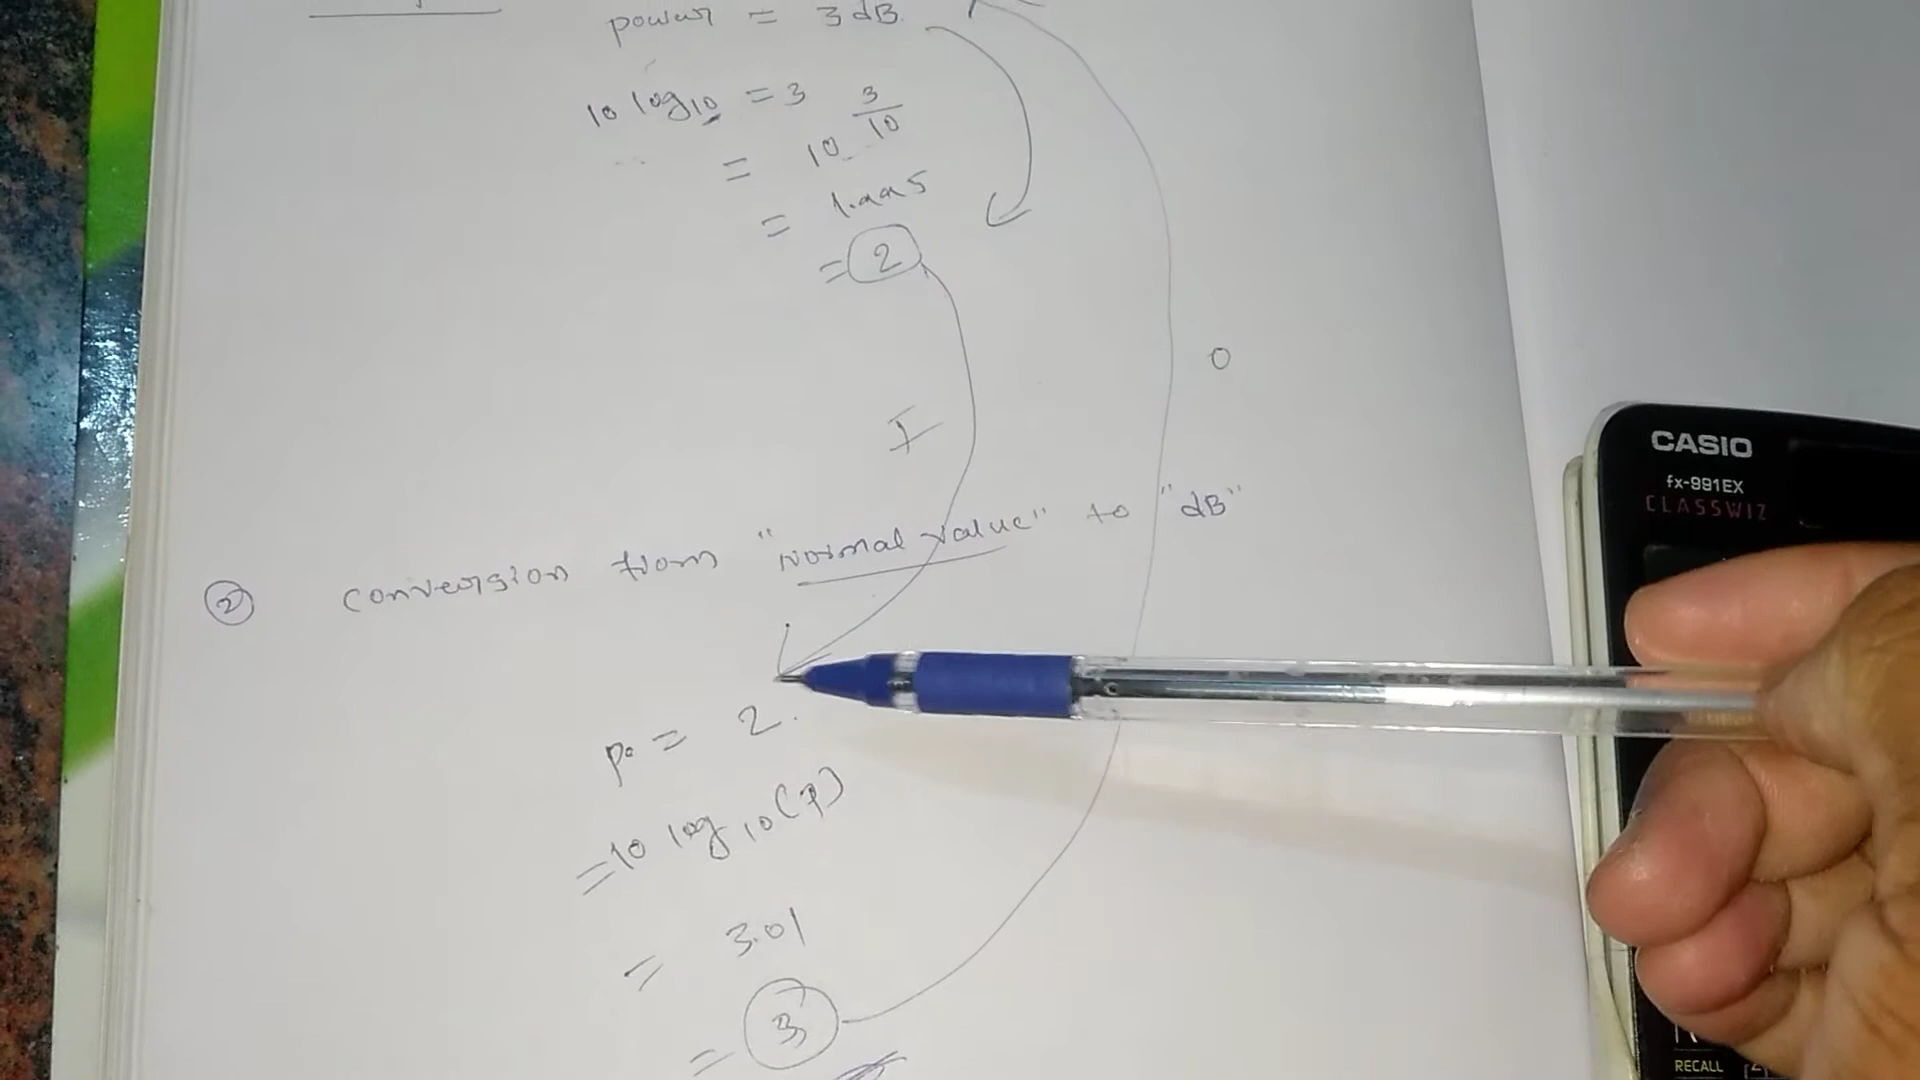 power = 3 dB
10 log10 = 3
= 10 3/10
= 1.995
= 2
I
② conversion from "Normal value" to "dB"
P. = 2.
= 10 log10(P)
= 3.01
= 3
CASIO
fx-991EX
CLASSWIZ
RECALL